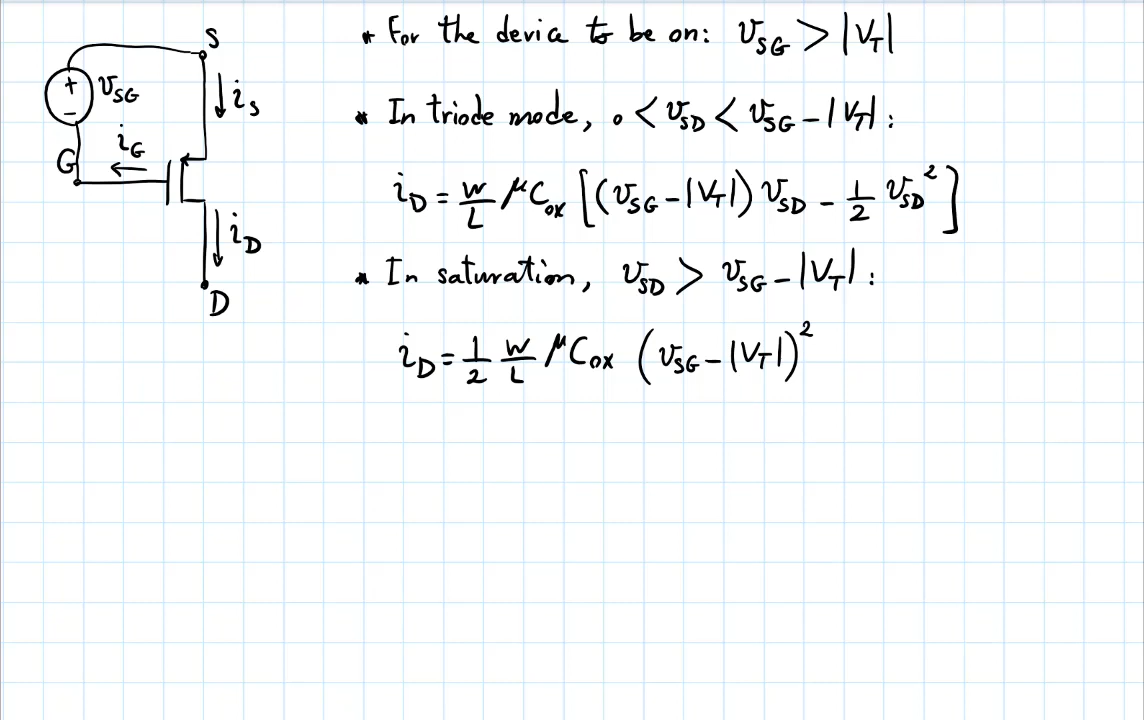 S
+
v_SG
−
i_S
G
i_G
i_D
D
* For the device to be on: v_SG > |V_T|
* In triode mode, 0 < v_SD < v_SG − |V_T| :
i_D = W/L μC_ox [(v_SG − |V_T|) v_SD − 1/2 v_SD²]
* In saturation, v_SD > v_SG − |V_T| :
i_D = 1/2 W/L μC_ox (v_SG − |V_T|)²